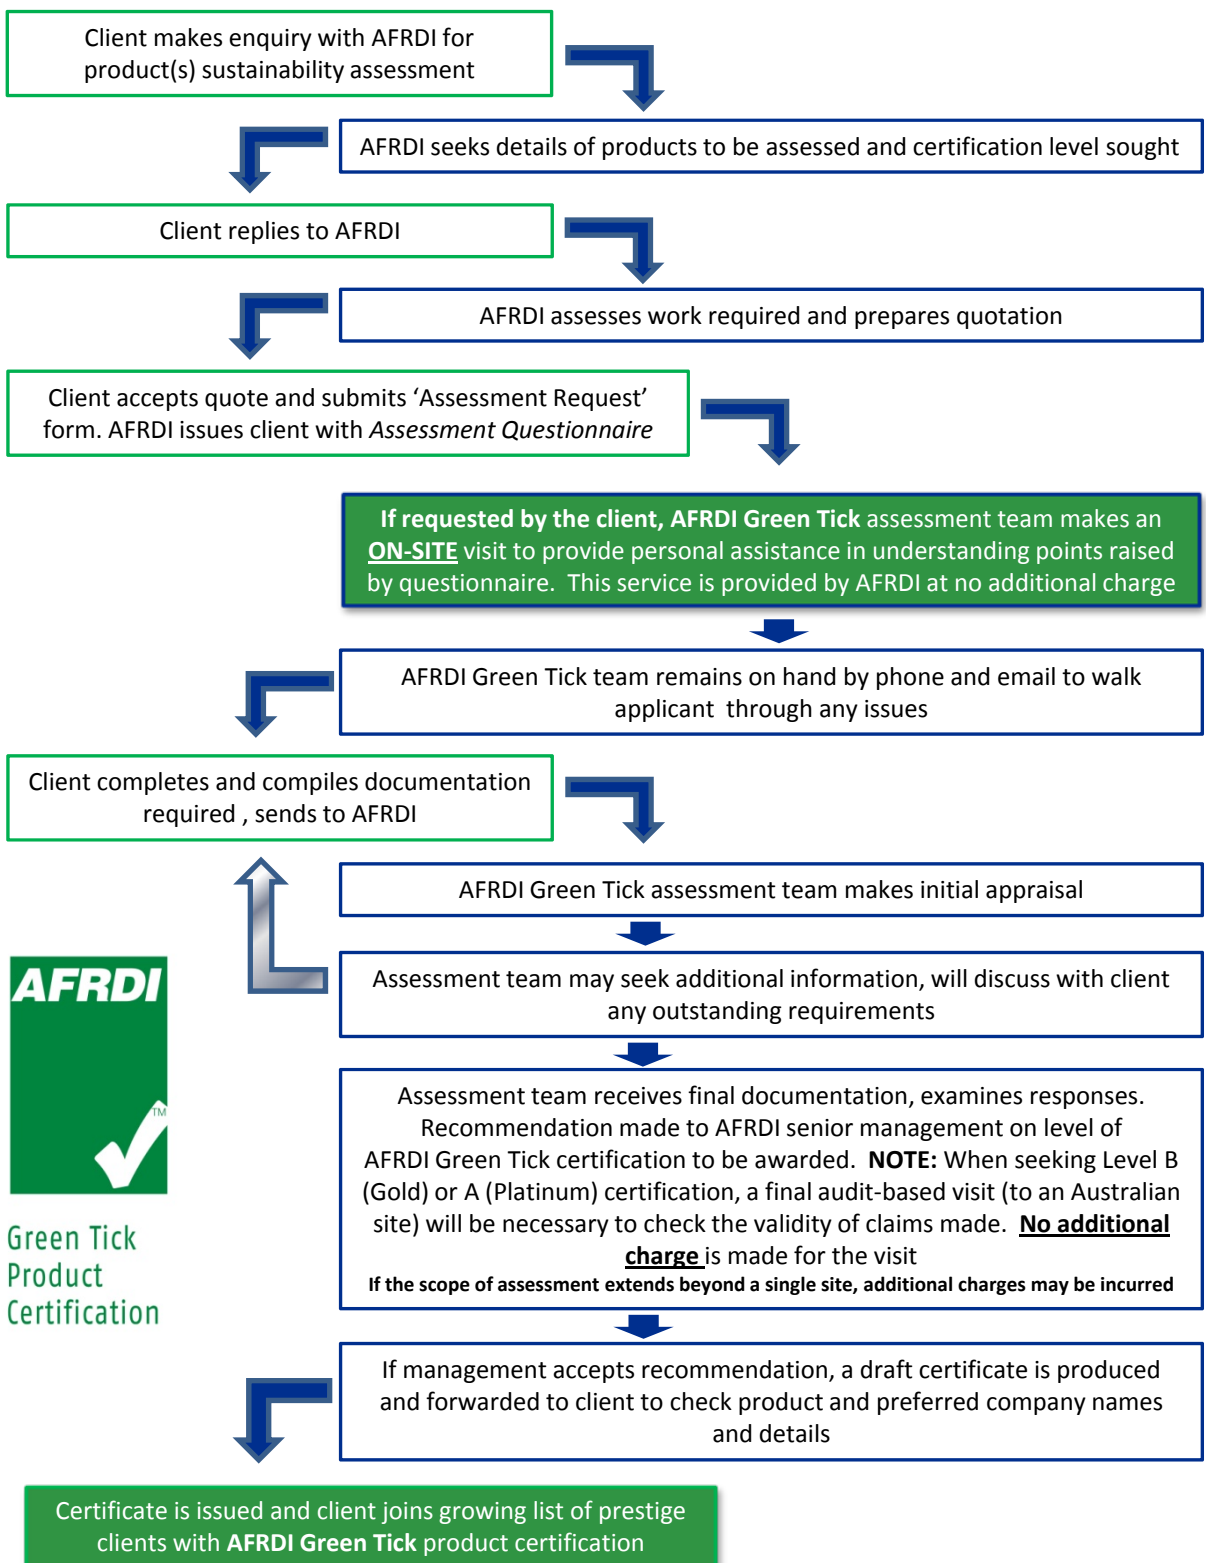 Client makes enquiry with AFRDI for
product(s) sustainability assessment
AFRDI seeks details of products to be assessed and certification level sought
Client replies to AFRDI
AFRDI assesses work required and prepares quotation
Client accepts quote and submits ‘Assessment Request’
form. AFRDI issues client with Assessment Questionnaire
If requested by the client, AFRDI Green Tick assessment team makes an
ON-SITE visit to provide personal assistance in understanding points raised
by questionnaire.  This service is provided by AFRDI at no additional charge
AFRDI Green Tick team remains on hand by phone and email to walk
applicant  through any issues
Client completes and compiles documentation
required , sends to AFRDI
AFRDI Green Tick assessment team makes initial appraisal
Assessment team may seek additional information, will discuss with client
any outstanding requirements
AFRDI
TM
Green Tick
Product
Certification
Assessment team receives final documentation, examines responses.
Recommendation made to AFRDI senior management on level of
AFRDI Green Tick certification to be awarded.  NOTE: When seeking Level B
(Gold) or A (Platinum) certification, a final audit-based visit (to an Australian
site) will be necessary to check the validity of claims made.  No additional
charge is made for the visit
If the scope of assessment extends beyond a single site, additional charges may be incurred
If management accepts recommendation, a draft certificate is produced
and forwarded to client to check product and preferred company names
and details
Certificate is issued and client joins growing list of prestige
clients with AFRDI Green Tick product certification